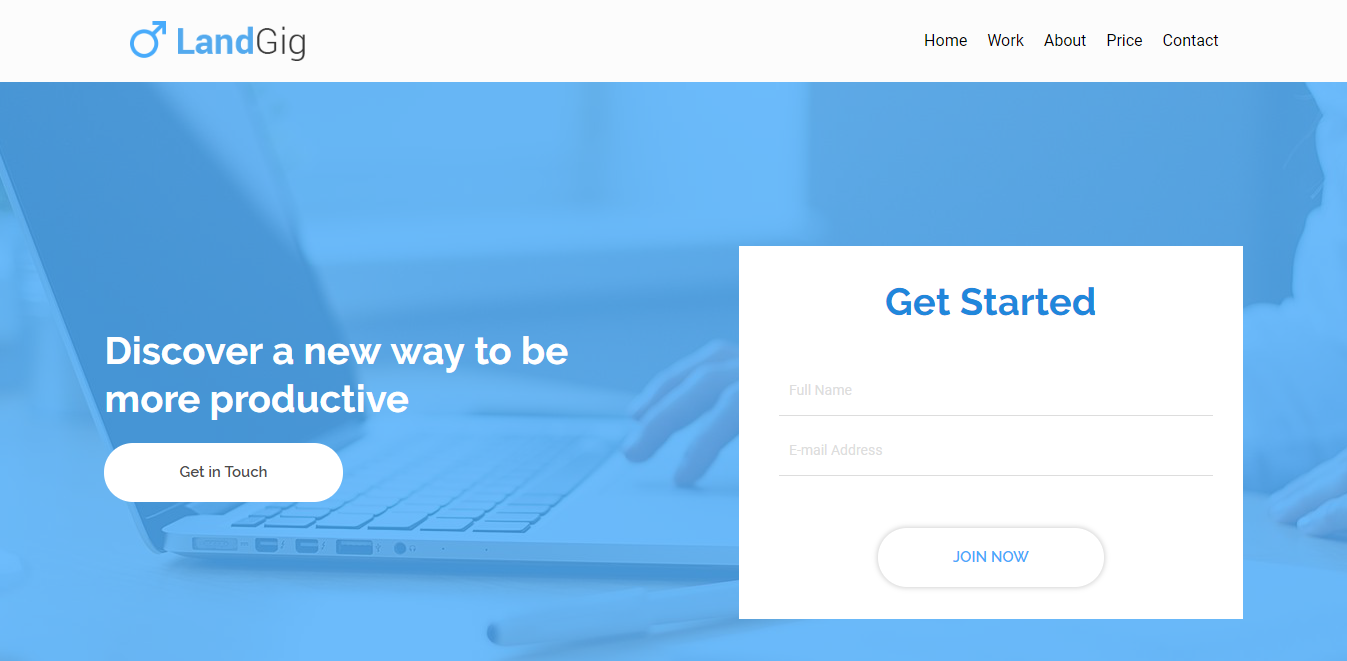 LandGig
Home Work About Price Contact
Discover a new way to be
more productive
Get in Touch
Get Started
Full Name
E-mail Address
JOIN NOW